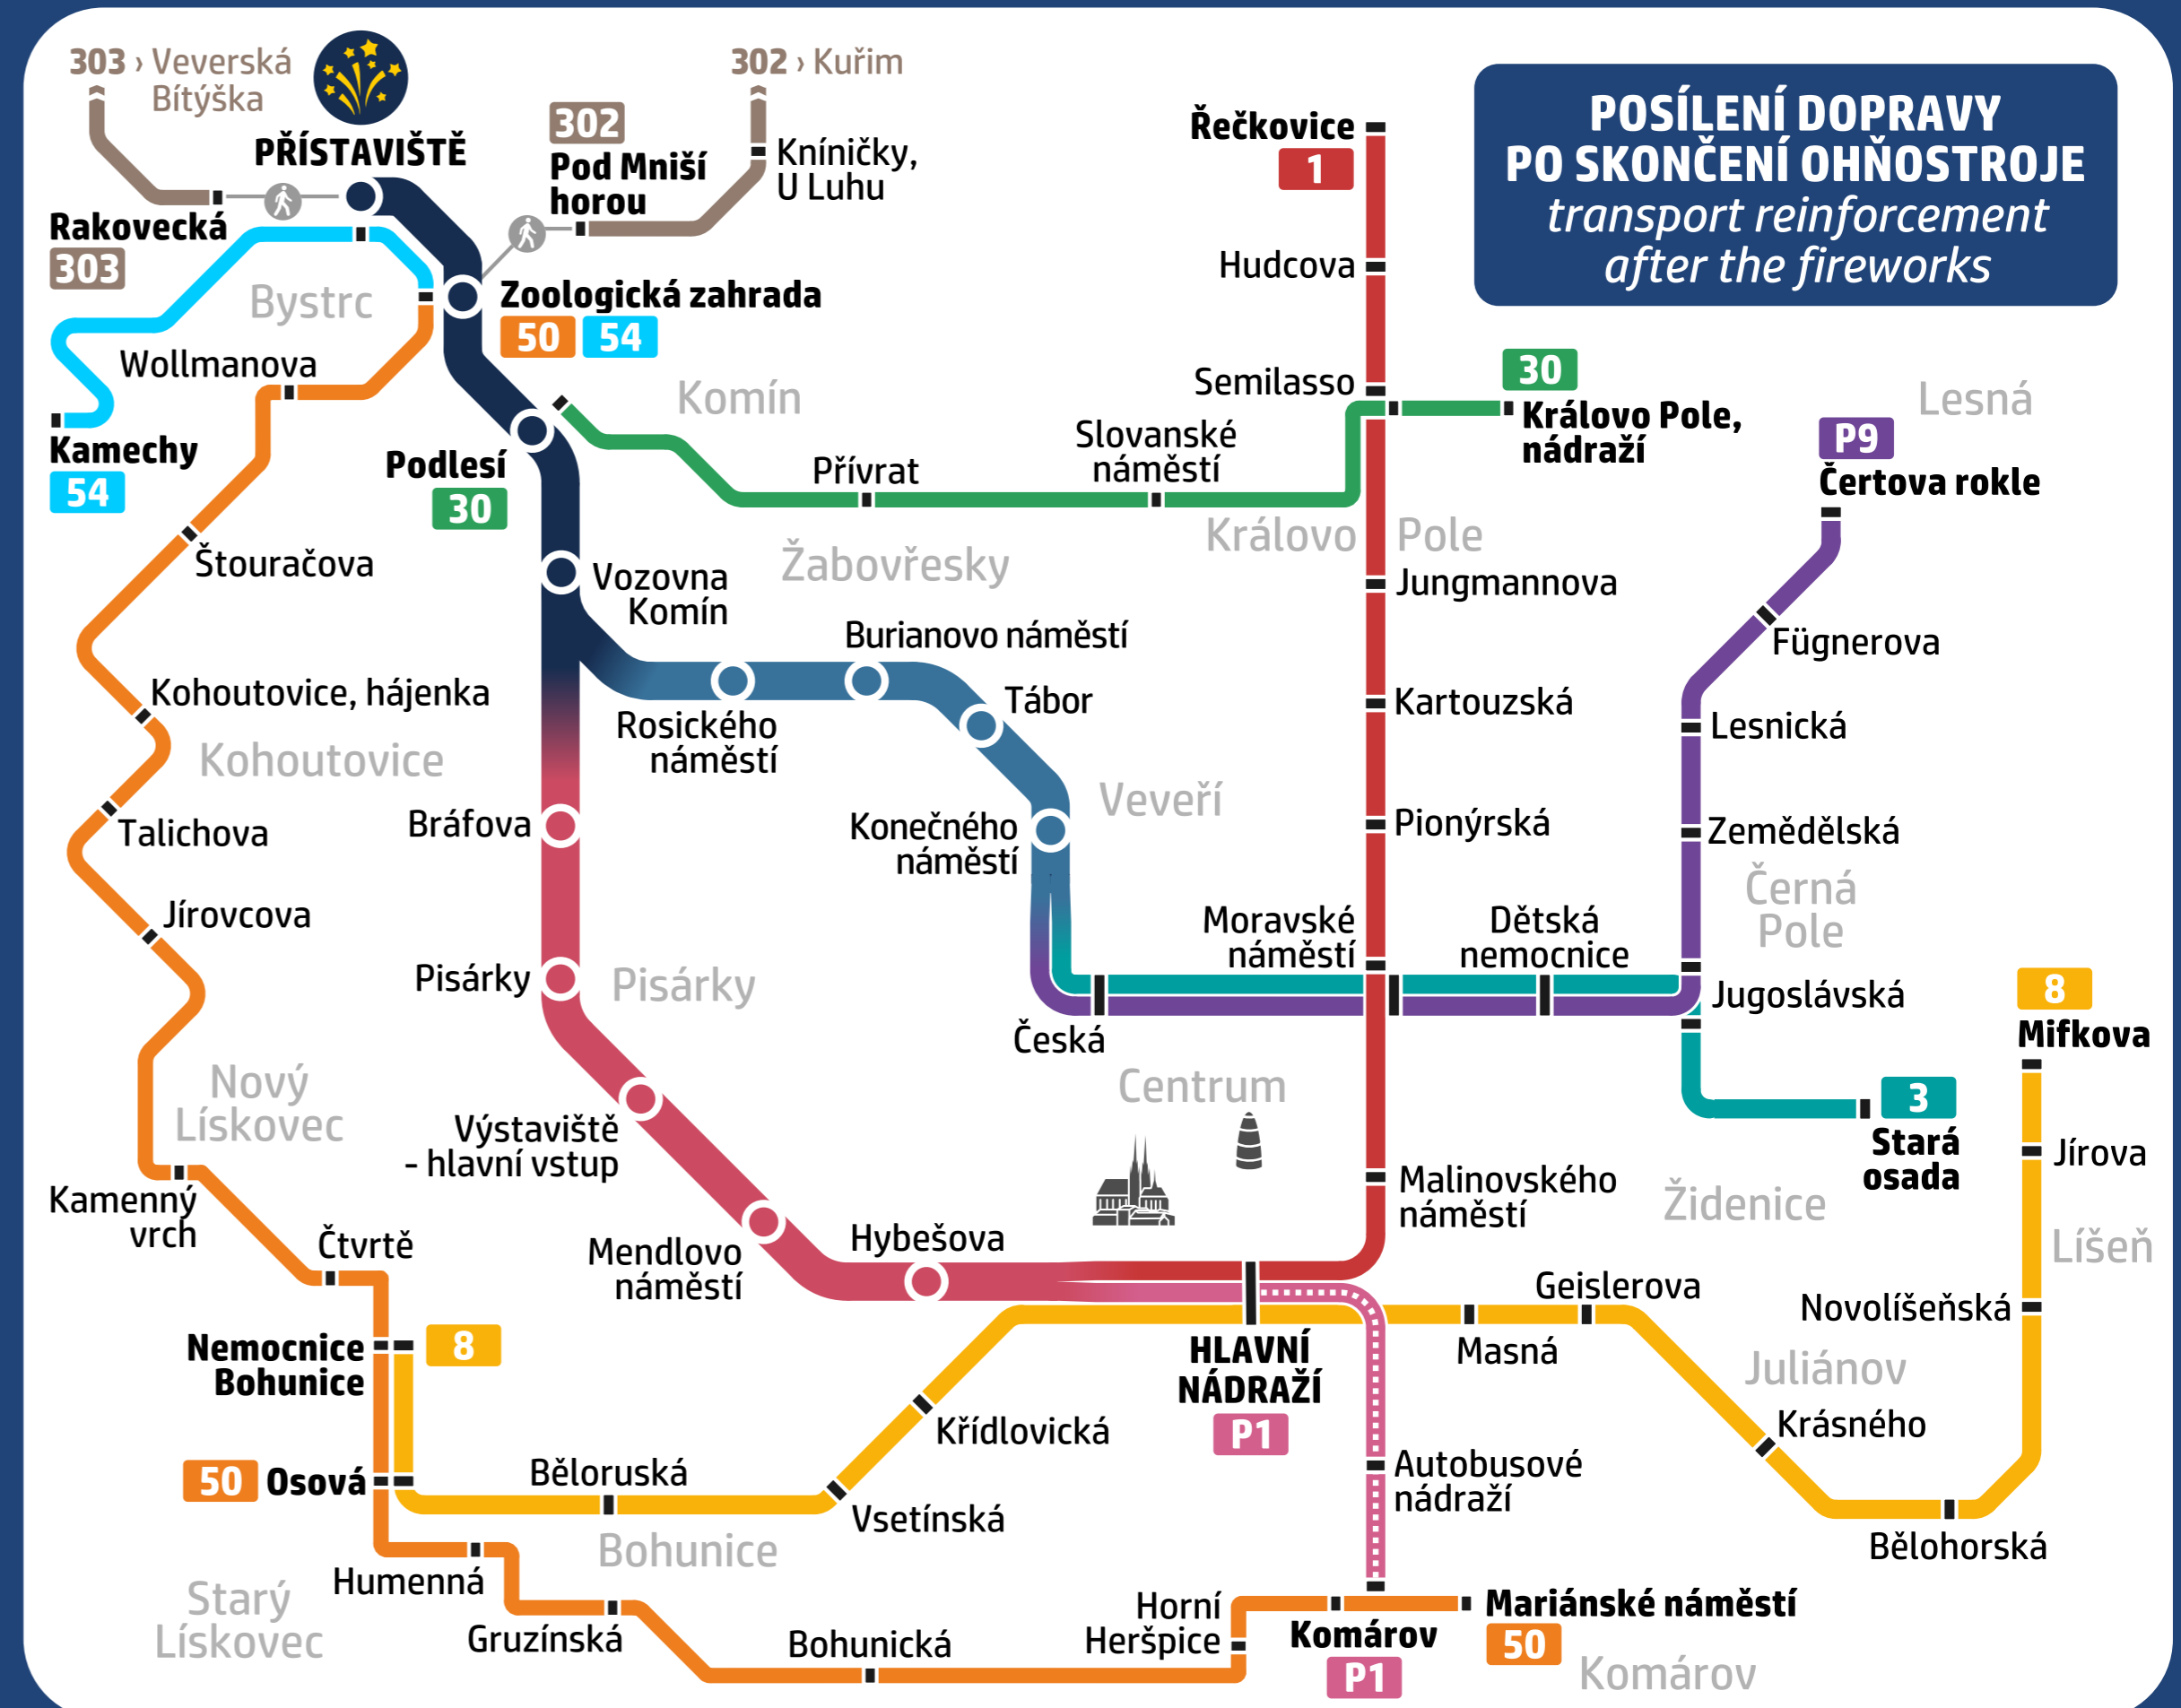 303 › Veverská
Bítýška
PŘÍSTAVIŠTĚ
302
Pod Mniší
horou
302 › Kuřim
Kníničky,
U Luhu
Řečkovice
1
POSÍLENÍ DOPRAVY
PO SKONČENÍ OHŇOSTROJE
transport reinforcement
after the fireworks
Rakovecká
303
Hudcova
Bystrc
Zoologická zahrada
50 54
Wollmanova
Komín
Semilasso
30
Královo Pole,
nádraží
Lesná
P9
Čertova rokle
Kamechy
54
Podlesí
30
Přívrat
Slovanské
náměstí
Královo Pole
Štouračova
Vozovna
Komín
Žabovřesky
Jungmannova
Fügnerova
Burianovo náměstí
Kohoutovice, hájenka
Kohoutovice
Rosického
náměstí
Tábor
Kartouzská
Lesnická
Talichova
Bráfova
Konečného
náměstí
Veveří
Pionýrská
Zemědělská
Černá
Pole
Jírovcova
Pisárky
Pisárky
Moravské
náměstí
Dětská
nemocnice
Jugoslávská
8
Mifkova
Česká
Nový
Lískovec
Centrum
3
Stará
osada
Výstaviště
- hlavní vstup
Jírova
Kamenný
vrch
Malinovského
náměstí
Židenice
Líšeň
Čtvrtě
Mendlovo
náměstí
Hybešova
Geislerova
Novolíšeňská
Nemocnice
Bohunice
8
HLAVNÍ
NÁDRAŽÍ
P1
Masná
Juliánov
Křídlovická
Krásného
50 Osová
Běloruská
Vsetínská
Autobusové
nádraží
Bělohorská
Bohunice
Humenná
Starý
Lískovec
Gruzínská
Bohunická
Horní
Heršpice
Komárov
P1
Mariánské náměstí
50
Komárov